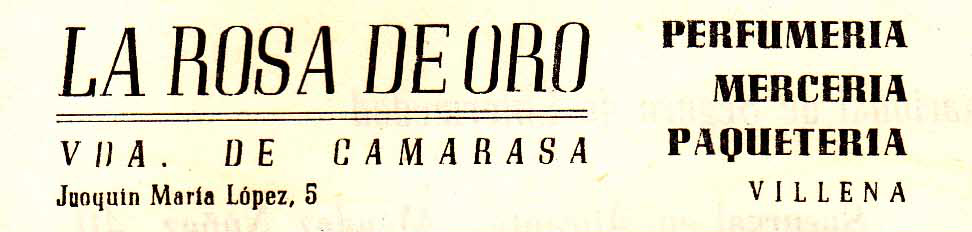 LA ROSA DE ORO
VDA. DE CAMARASA
Juoquin María López, 5
PERFUMERIA
MERCERIA
PAQUETERIA
VILLENA